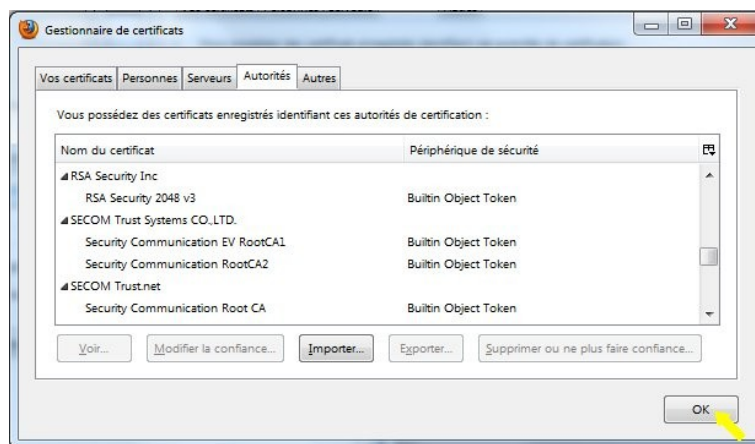 Gestionnaire de certificats
Vos certificats Personnes Serveurs Autorités Autres
Vous possédez des certificats enregistrés identifiant ces autorités de certification :
Nom du certificat Périphérique de sécurité
RSA Security Inc
RSA Security 2048 v3 Builtin Object Token
SECOM Trust Systems CO.,LTD.
Security Communication EV RootCA1 Builtin Object Token
Security Communication RootCA2 Builtin Object Token
SECOM Trust.net
Security Communication Root CA Builtin Object Token
Voir... Modifier la confiance... Importer... Exporter... Supprimer ou ne plus faire confiance...
OK